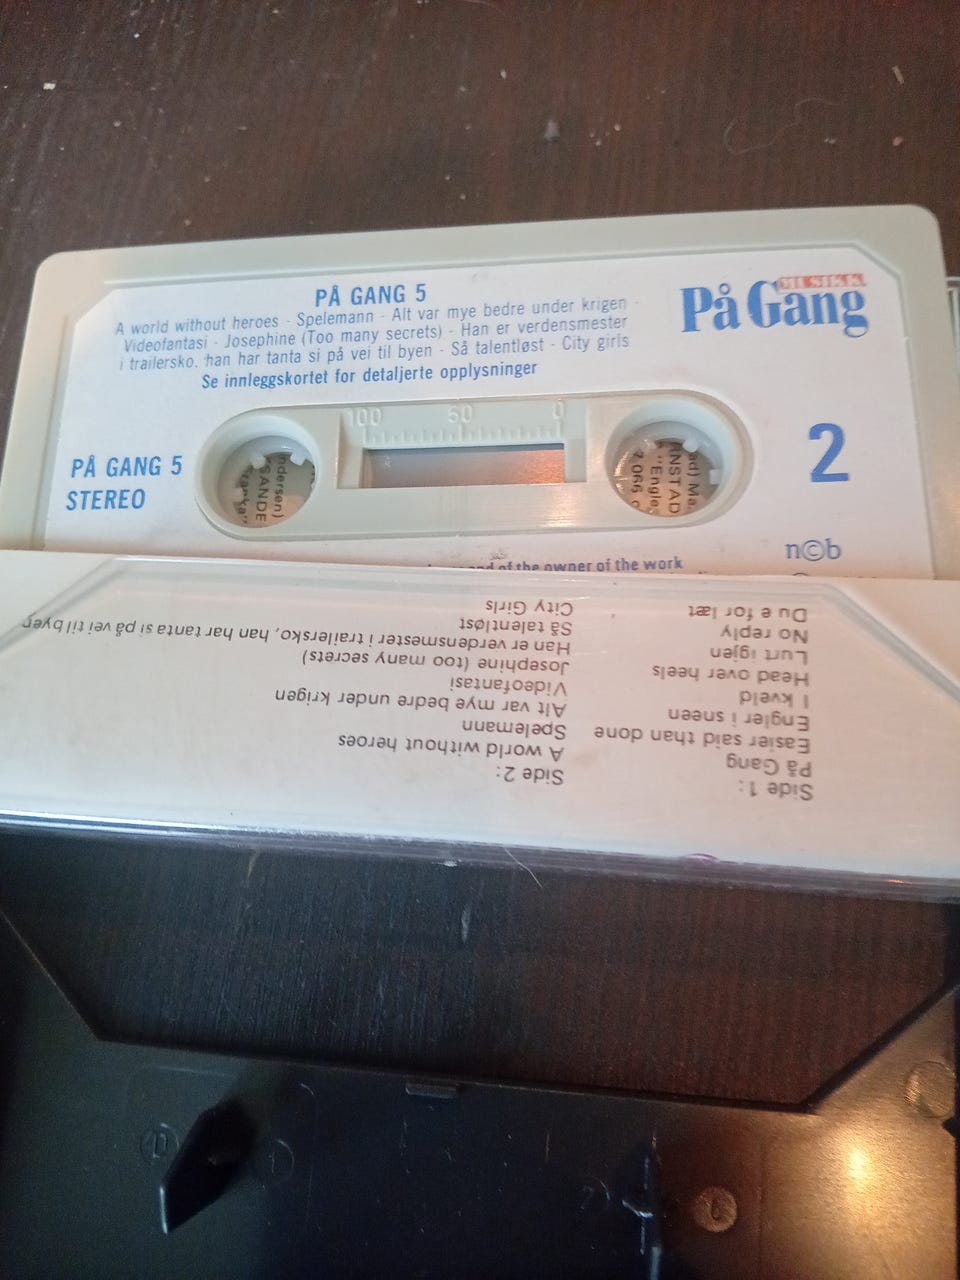 PÅ GANG 5
A world without heroes - Spelemann - Alt var mye bedre under krigen -
Videofantasi - Josephine (Too many secrets) - Han er verdensmester
i trailersko, han har tanta si på vei til byen - Så talentløst - City girls
Se innleggskortet for detaljerte opplysninger
MUSIKK
På Gang
100 50 0
PÅ GANG 5
STEREO
2
ndersen)
SANDE
"Engle
RNSTAD
n©b
and of the owner of the work
Side 1:
På Gang
Easier said than done
Engler i sneen
I kveld
Head over heels
Lurt igjen
No reply
Du e for læt
Side 2:
A world without heroes
Spelemann
Alt var mye bedre under krigen
Videofantasi
Josephine (too many secrets)
Han er verdensmester i trailersko, han har tanta si på vei til byen
Så talentløst
City Girls